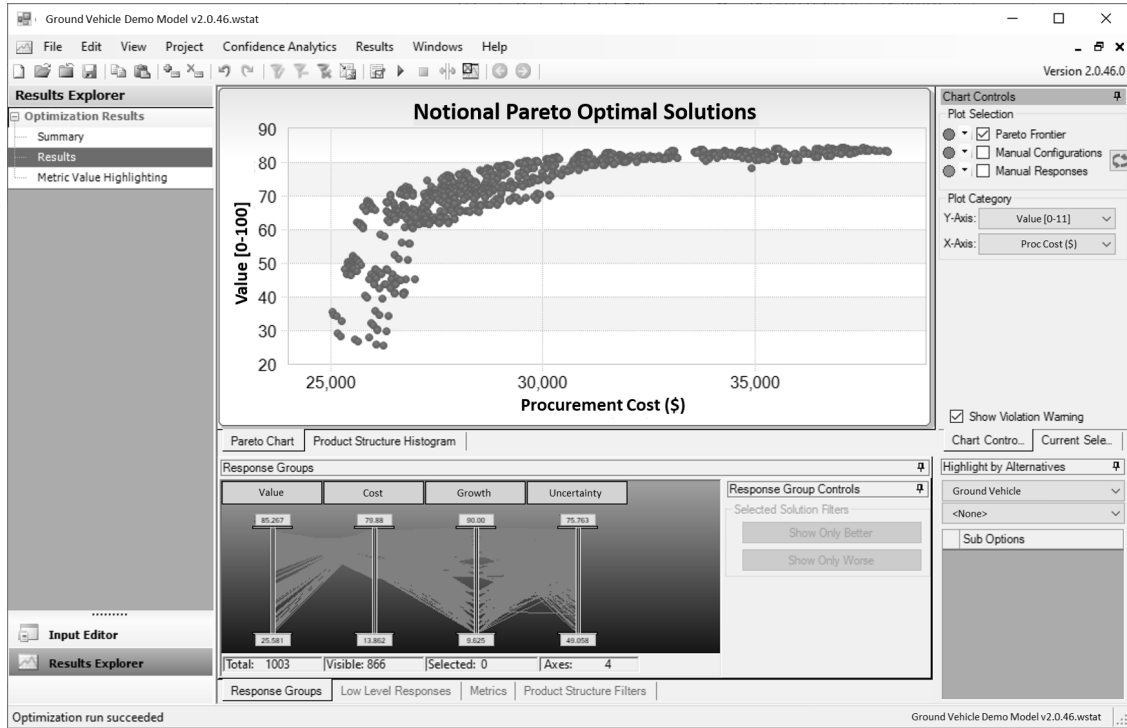 Ground Vehicle Demo Model v2.0.46.wstat
File Edit View Project Confidence Analytics Results Windows Help
Version 2.0.46.0
Results Explorer
Optimization Results
Summary
Results
Metric Value Highlighting
Input Editor
Results Explorer
Notional Pareto Optimal Solutions
Value [0-100]
90
80
70
60
50
40
30
20
25,000 30,000 35,000
Procurement Cost ($)
Pareto Chart Product Structure Histogram
Chart Controls
Plot Selection
Pareto Frontier
Manual Configurations
Manual Responses
Plot Category
Y-Axis: Value [0-11]
X-Axis: Proc Cost ($)
Show Violation Warning
Chart Contro... Current Sele...
Response Groups
Value Cost Growth Uncertainty
85.267 79.88 90.00 75.763
25.581 13.862 9.625 49.058
Total: 1003 Visible: 866 Selected: 0 Axes: 4
Response Groups Low Level Responses Metrics Product Structure Filters
Response Group Controls
Selected Solution Filters
Show Only Better
Show Only Worse
Highlight by Alternatives
Ground Vehicle
<None>
Sub Options
Optimization run succeeded
Ground Vehicle Demo Model v2.0.46.wstat